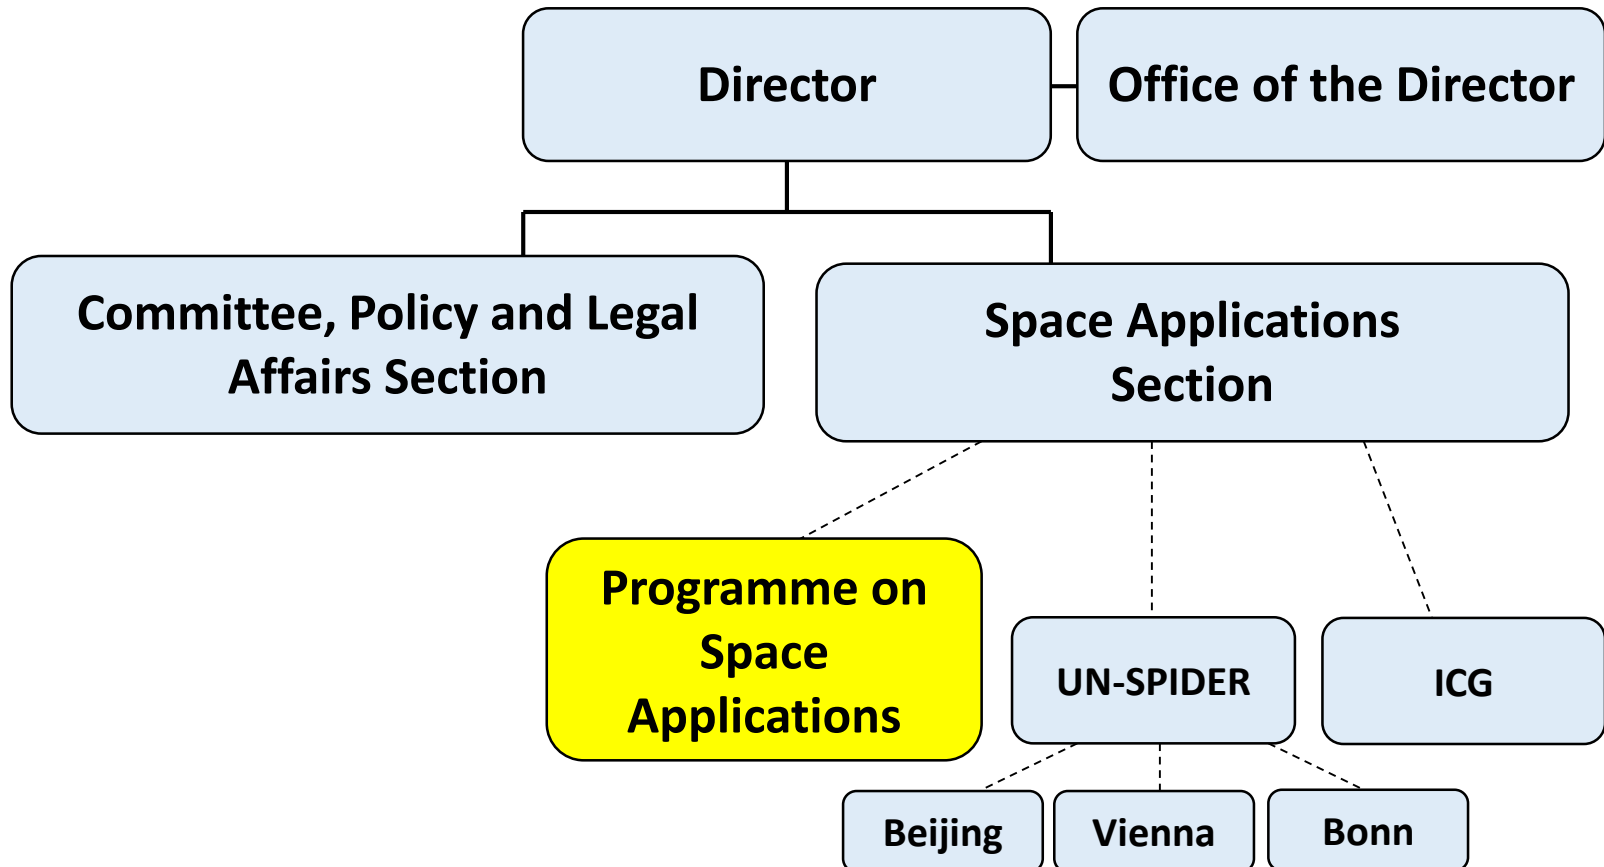 Director
Office of the Director
Committee, Policy and Legal
Affairs Section
Space Applications
Section
Programme on
Space
Applications
UN-SPIDER
ICG
Beijing
Vienna
Bonn